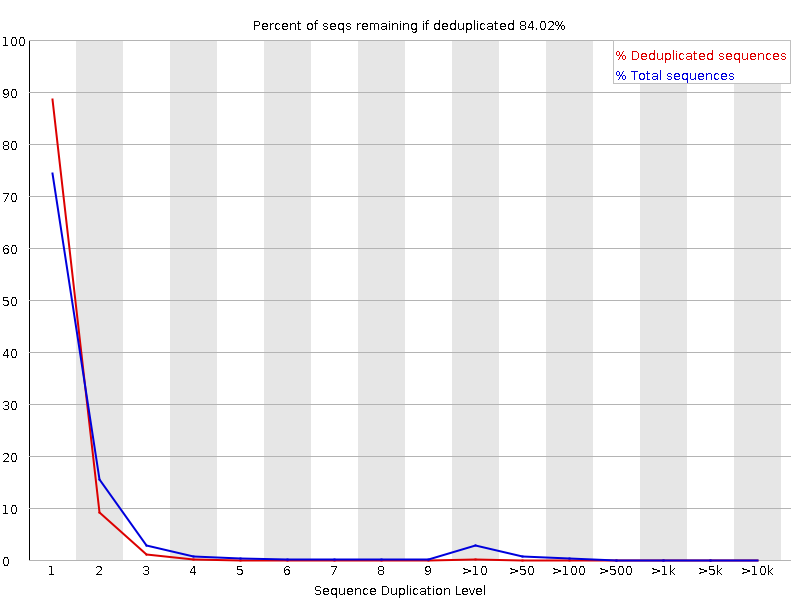 Percent of seqs remaining if deduplicated 84.02%
% Deduplicated sequences
% Total sequences
100
90
80
70
60
50
40
30
20
10
0
1 2 3 4 5 6 7 8 9 >10 >50 >100 >500 >1k >5k >10k
Sequence Duplication Level